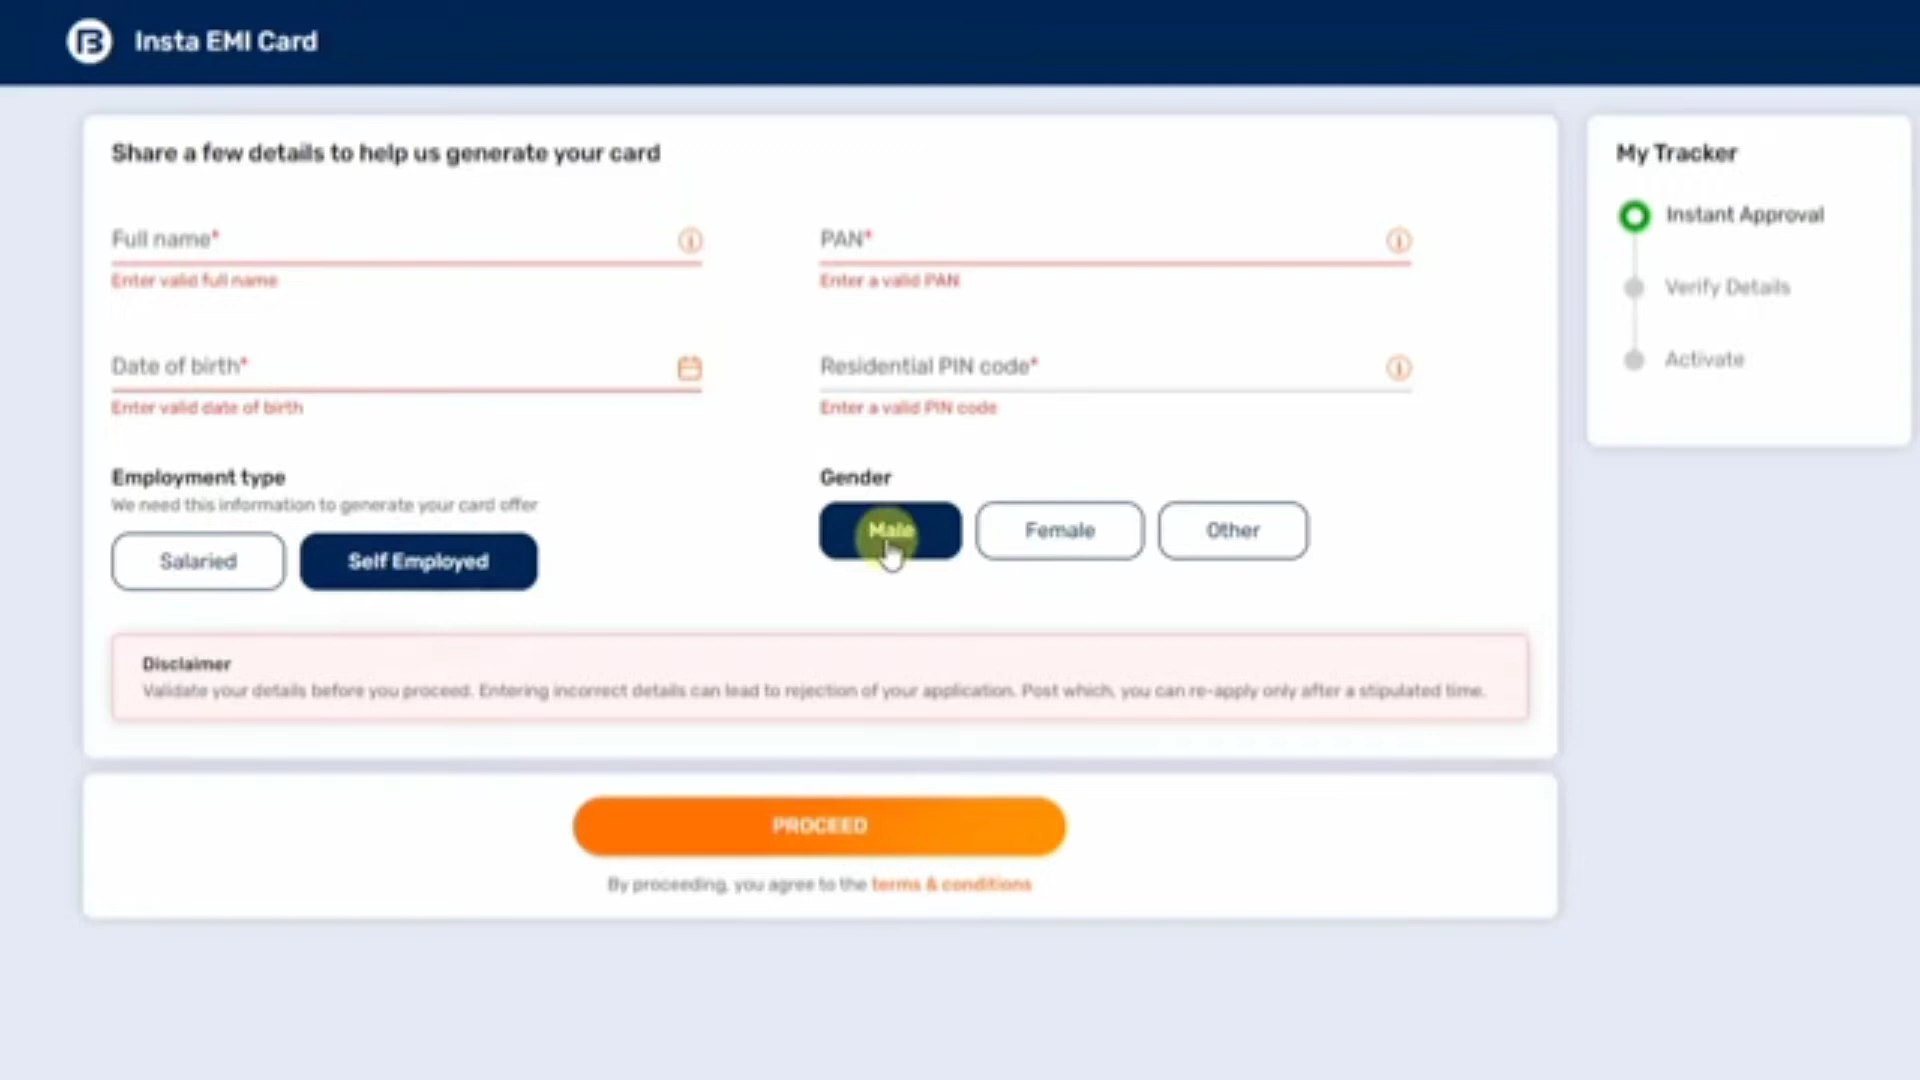 Insta EMI Card
Share a few details to help us generate your card
My Tracker
Full name*
PAN*
Instant Approval
Enter valid full name
Enter a valid PAN
Verify Details
Date of birth*
Residential PIN code*
Activate
Enter valid date of birth
Enter a valid PIN code
Employment type
Gender
We need this information to generate your card offer
Male
Female
Other
Salaried
Self Employed
Disclaimer
Validate your details before you proceed. Entering incorrect details can lead to rejection of your application. Post which, you can re-apply only after a stipulated time.
PROCEED
By proceeding, you agree to the terms & conditions